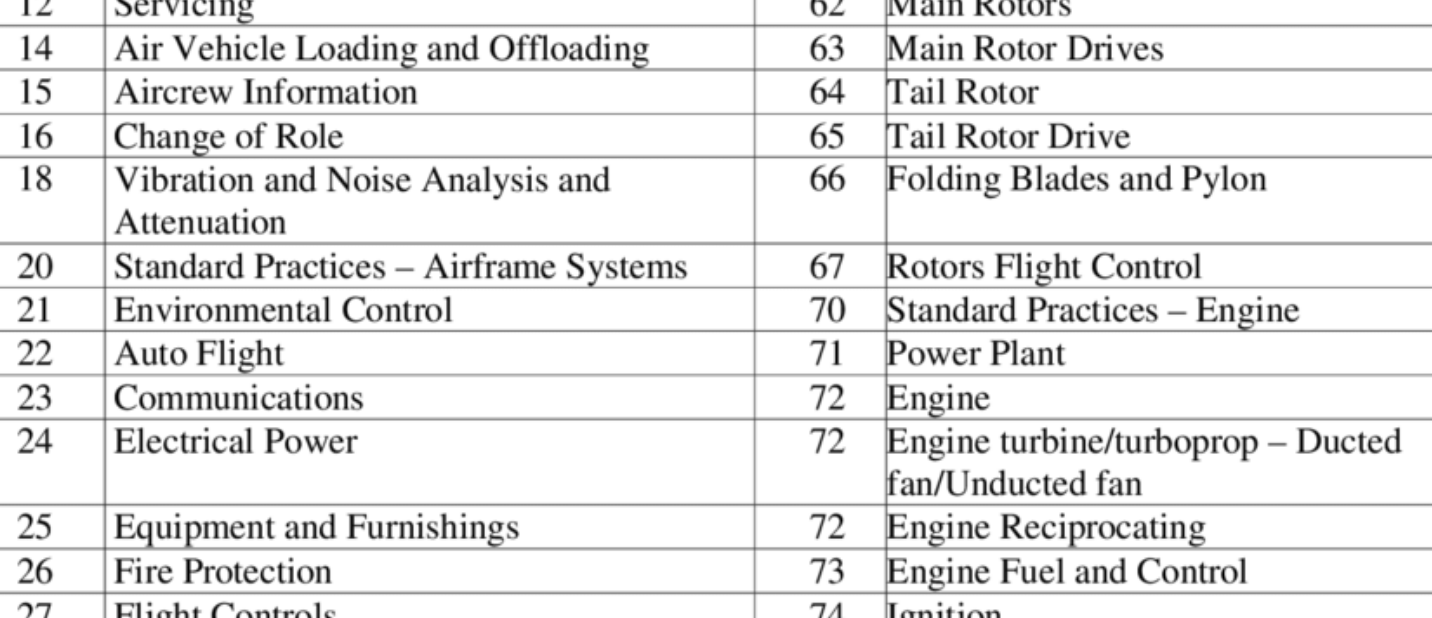 12 Servicing 62 Main Rotors
14 Air Vehicle Loading and Offloading 63 Main Rotor Drives
15 Aircrew Information 64 Tail Rotor
16 Change of Role 65 Tail Rotor Drive
18 Vibration and Noise Analysis and 66 Folding Blades and Pylon
Attenuation
20 Standard Practices – Airframe Systems 67 Rotors Flight Control
21 Environmental Control 70 Standard Practices – Engine
22 Auto Flight 71 Power Plant
23 Communications 72 Engine
24 Electrical Power 72 Engine turbine/turboprop – Ducted
fan/Unducted fan
25 Equipment and Furnishings 72 Engine Reciprocating
26 Fire Protection 73 Engine Fuel and Control
27 Flight Controls 74 Ignition